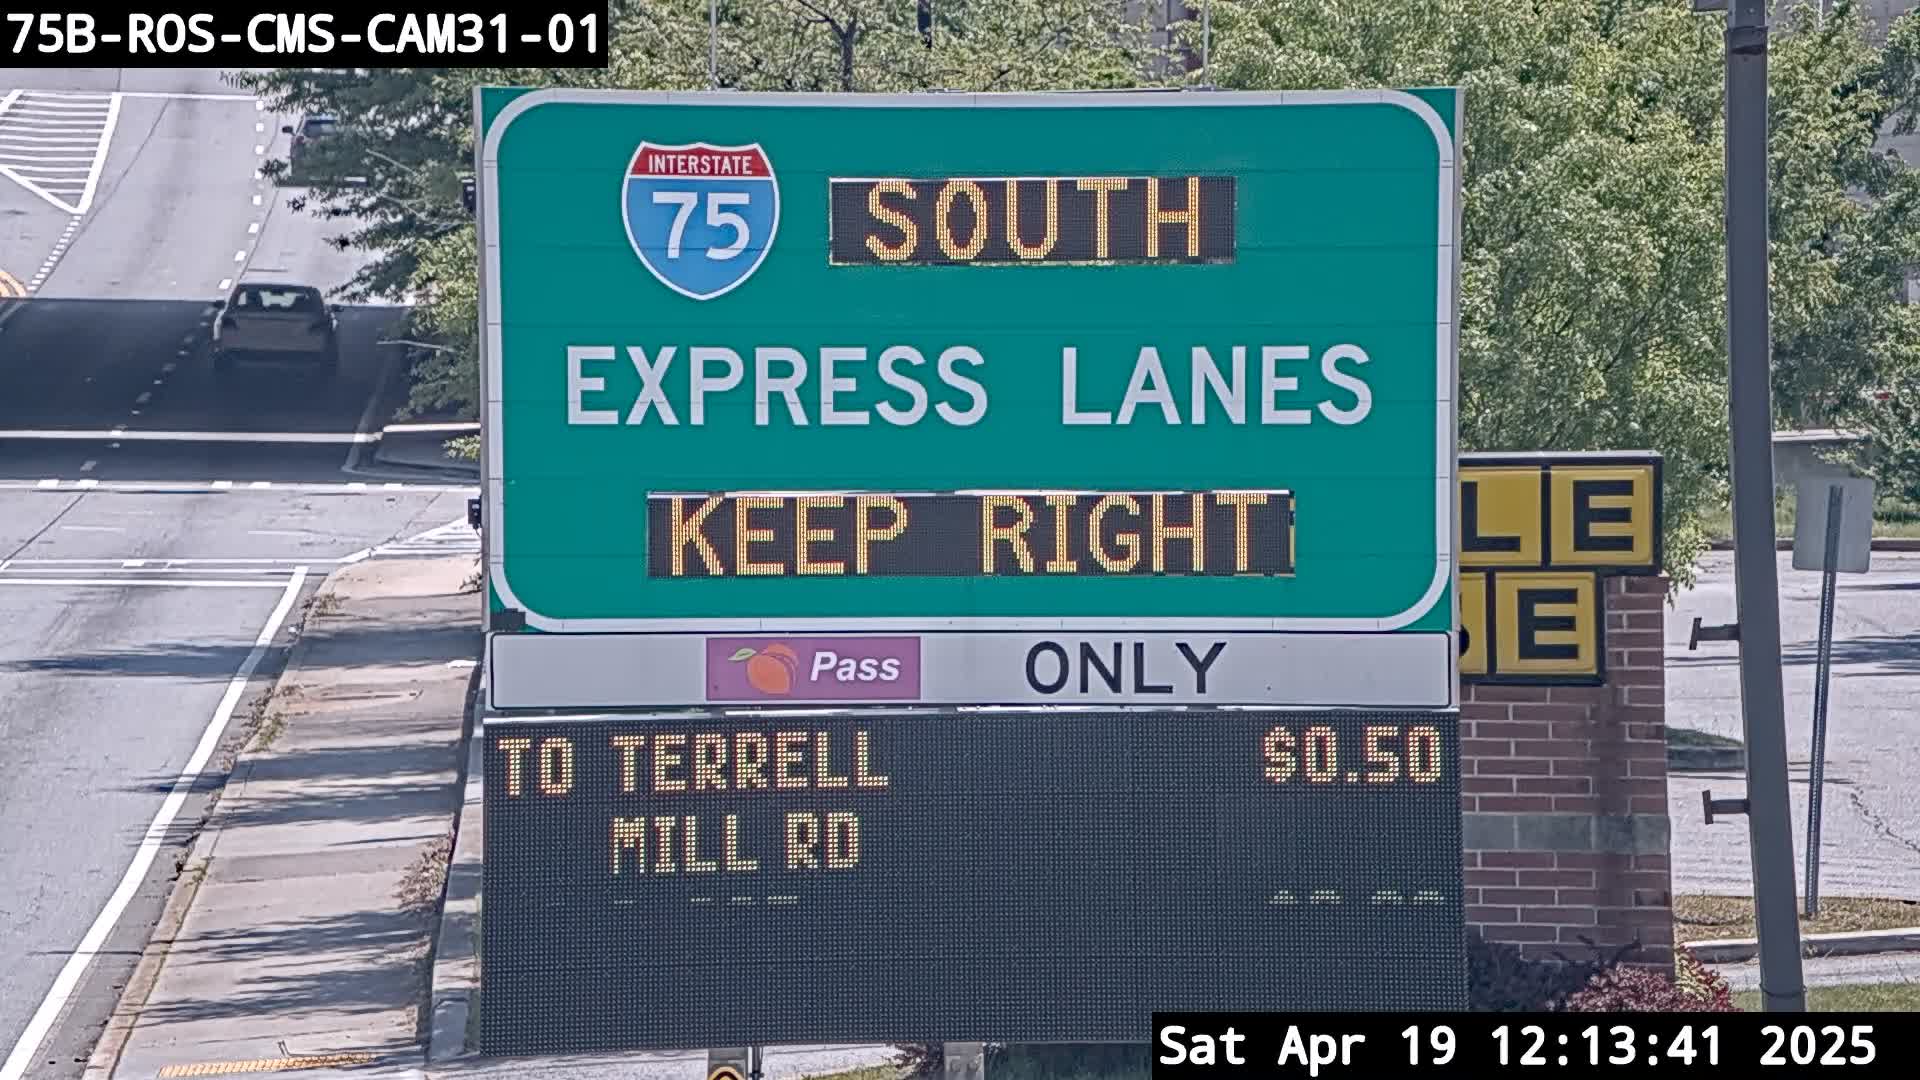 75B-ROS-CMS-CAM31-01
INTERSTATE
75
SOUTH
EXPRESS LANES
KEEP RIGHT
Pass ONLY
TO TERRELL $0.50
MILL RD
LE
E
Sat Apr 19 12:13:41 2025